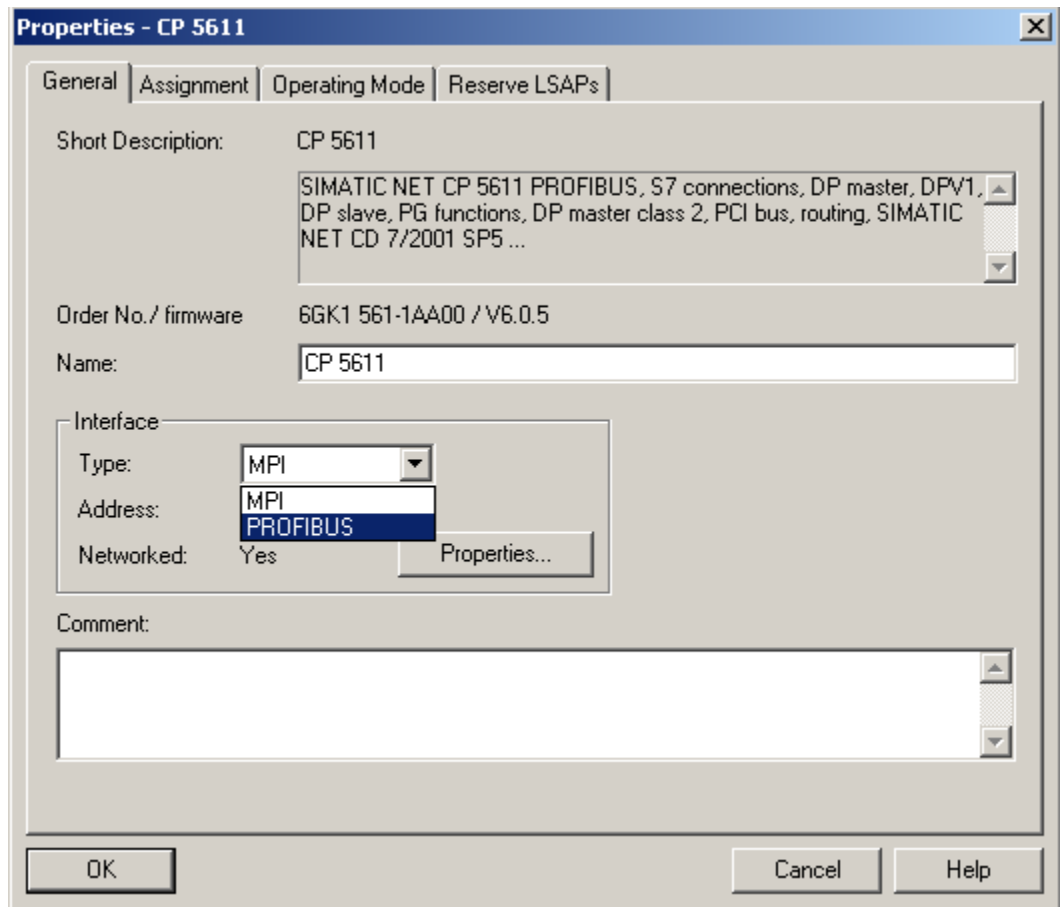 Properties - CP 5611
General Assignment Operating Mode Reserve LSAPs
Short Description: CP 5611
SIMATIC NET CP 5611 PROFIBUS, S7 connections, DP master, DPV1,
DP slave, PG functions, DP master class 2, PCI bus, routing, SIMATIC
NET CD 7/2001 SP5 ...
Order No./ firmware 6GK1 561-1AA00 / V6.0.5
Name: CP 5611
Interface
Type: MPI
MPI
Address:
PROFIBUS
Networked: Yes Properties...
Comment:
OK Cancel Help